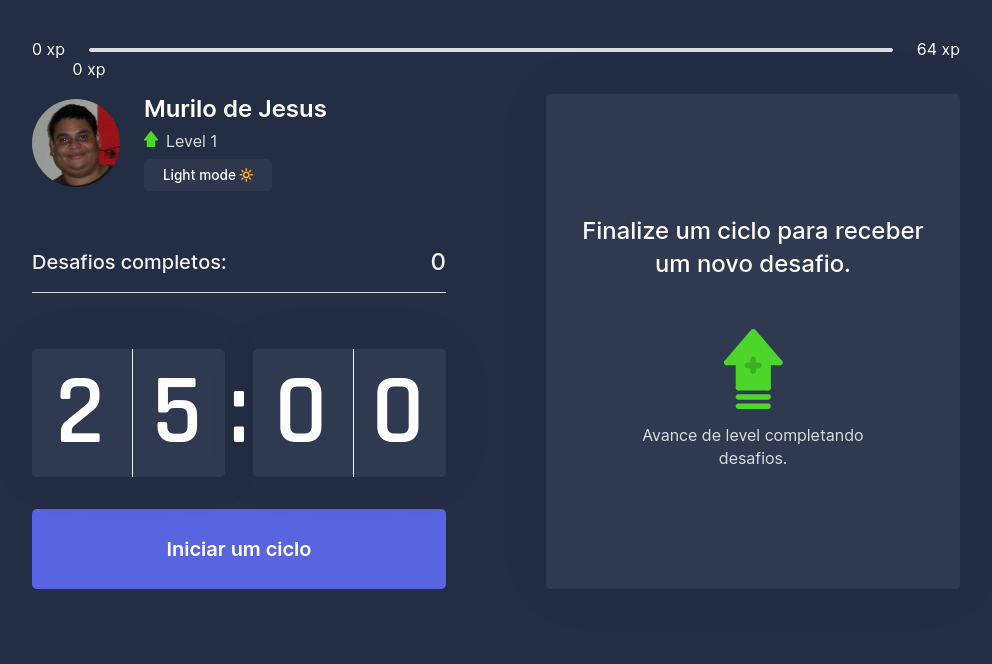 0 xp
64 xp
0 xp
Murilo de Jesus
Level 1
Light mode 🔆
Desafios completos:
0
25:00
Iniciar um ciclo
Finalize um ciclo para receber
um novo desafio.
Avance de level completando
desafios.